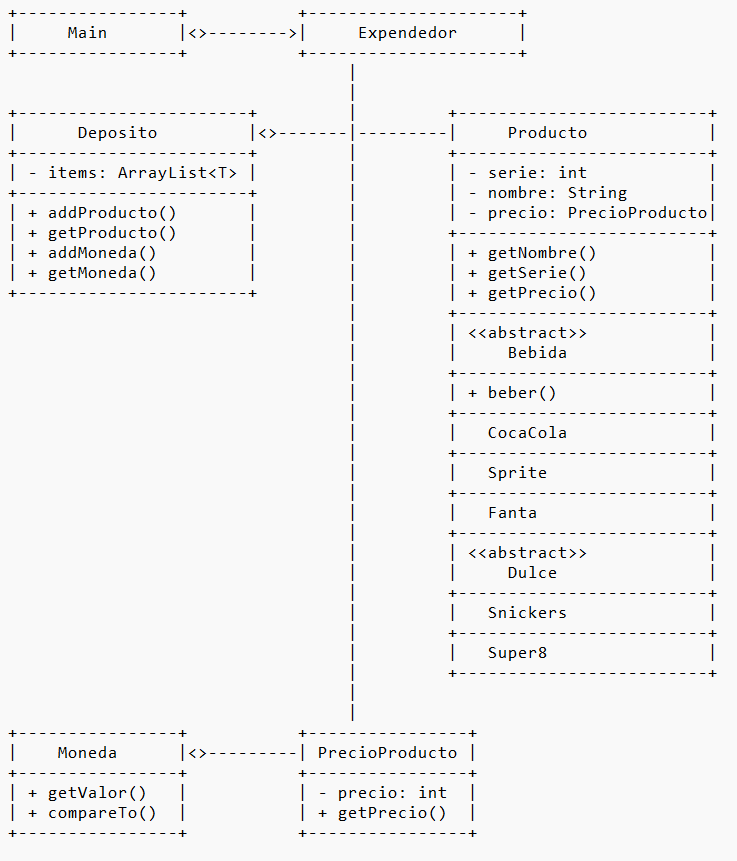 +----------------+           +---------------------+
|     Main       |<>-------->|     Expendedor      |
+----------------+           +---------------------+
                                  |
                                  |
+-----------------------+         |         +-------------------------+
|      Deposito         |<>-------|---------|     Producto            |
+-----------------------+         |         +-------------------------+
| - items: ArrayList<T> |         |         | - serie: int            |
+-----------------------+         |         | - nombre: String        |
| + addProducto()       |         |         | - precio: PrecioProducto|
| + getProducto()       |         |         +-------------------------+
| + addMoneda()         |         |         | + getNombre()           |
| + getMoneda()         |         |         | + getSerie()            |
+-----------------------+         |         | + getPrecio()           |
                                  |         +-------------------------+
                                  |         | <<abstract>>            |
                                  |         |     Bebida              |
                                  |         +-------------------------+
                                  |         | + beber()               |
                                  |         +-------------------------+
                                  |         |   CocaCola              |
                                  |         +-------------------------+
                                  |         |   Sprite                |
                                  |         +-------------------------+
                                  |         |   Fanta                 |
                                  |         +-------------------------+
                                  |         | <<abstract>>            |
                                  |         |     Dulce               |
                                  |         +-------------------------+
                                  |         |   Snickers              |
                                  |         +-------------------------+
                                  |         |   Super8                |
                                  |         +-------------------------+
                                  |
                                  |
+----------------+           +----------------+
|    Moneda      |<>---------| PrecioProducto |
+----------------+           +----------------+
| + getValor()   |           | - precio: int  |
| + compareTo()  |           | + getPrecio()  |
+----------------+           +----------------+